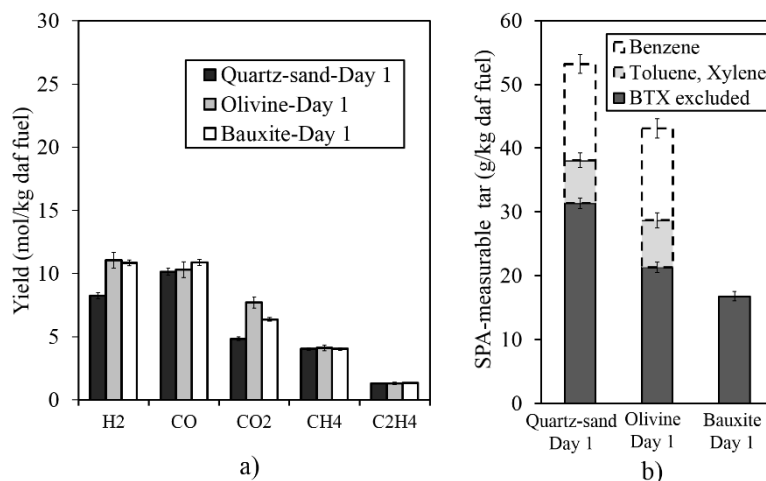 30
25
20
15
10
5
0
Yield (mol/kg daf fuel)
Quartz-sand-Day 1
Olivine-Day 1
Bauxite-Day 1
H2 CO CO2 CH4 C2H4
a)
60
50
40
30
20
10
0
SPA-measurable tar (g/kg daf fuel)
Benzene
Toluene, Xylene
BTX excluded
Quartz-sand Olivine Bauxite
Day 1 Day 1 Day 1
b)